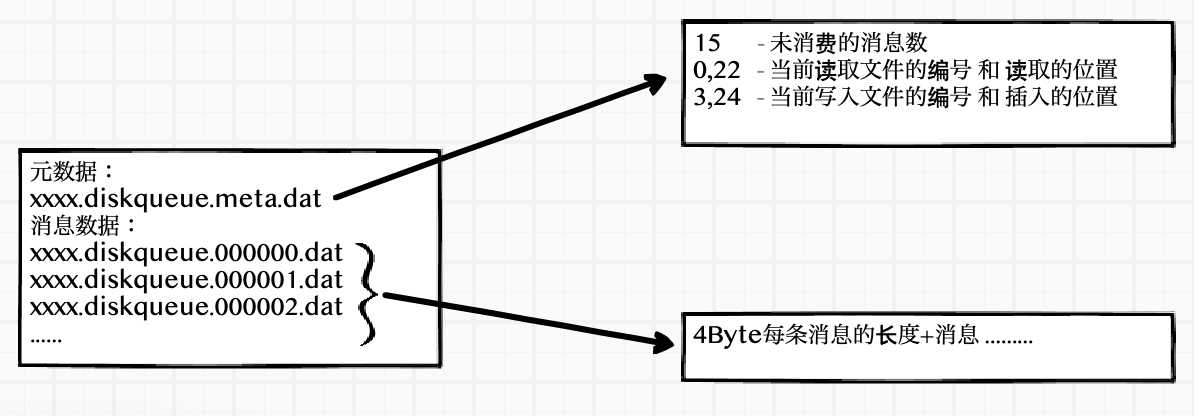 元数据：
xxxx.diskqueue.meta.dat
消息数据：
xxxx.diskqueue.000000.dat
xxxx.diskqueue.000001.dat
xxxx.diskqueue.000002.dat
......
15 - 未消费的消息数
0,22 - 当前读取文件的编号 和 读取的位置
3,24 - 当前写入文件的编号 和 插入的位置
4Byte每条消息的长度+消息 .........